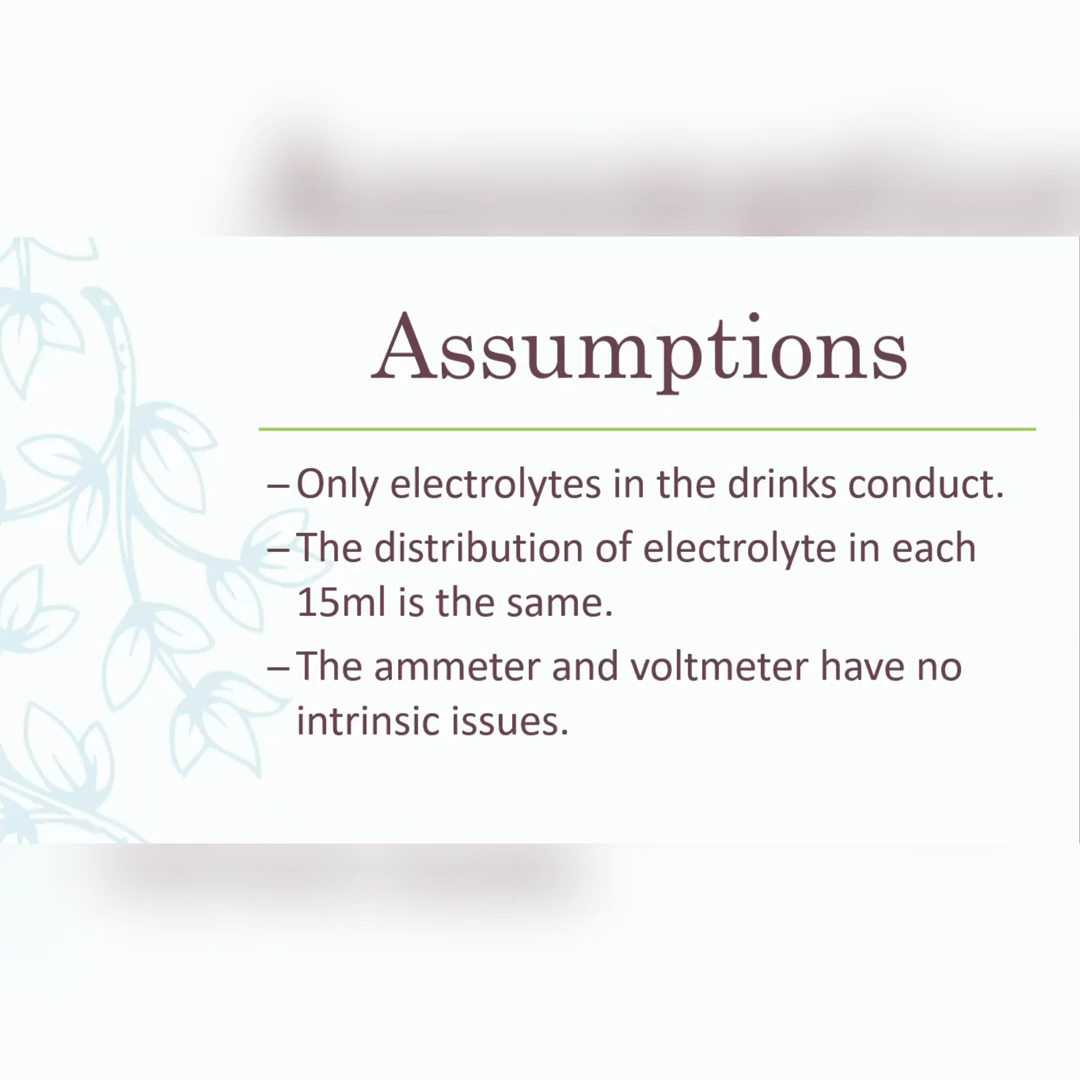 Assumptions
–Only electrolytes in the drinks conduct.
–The distribution of electrolyte in each
15ml is the same.
–The ammeter and voltmeter have no
intrinsic issues.